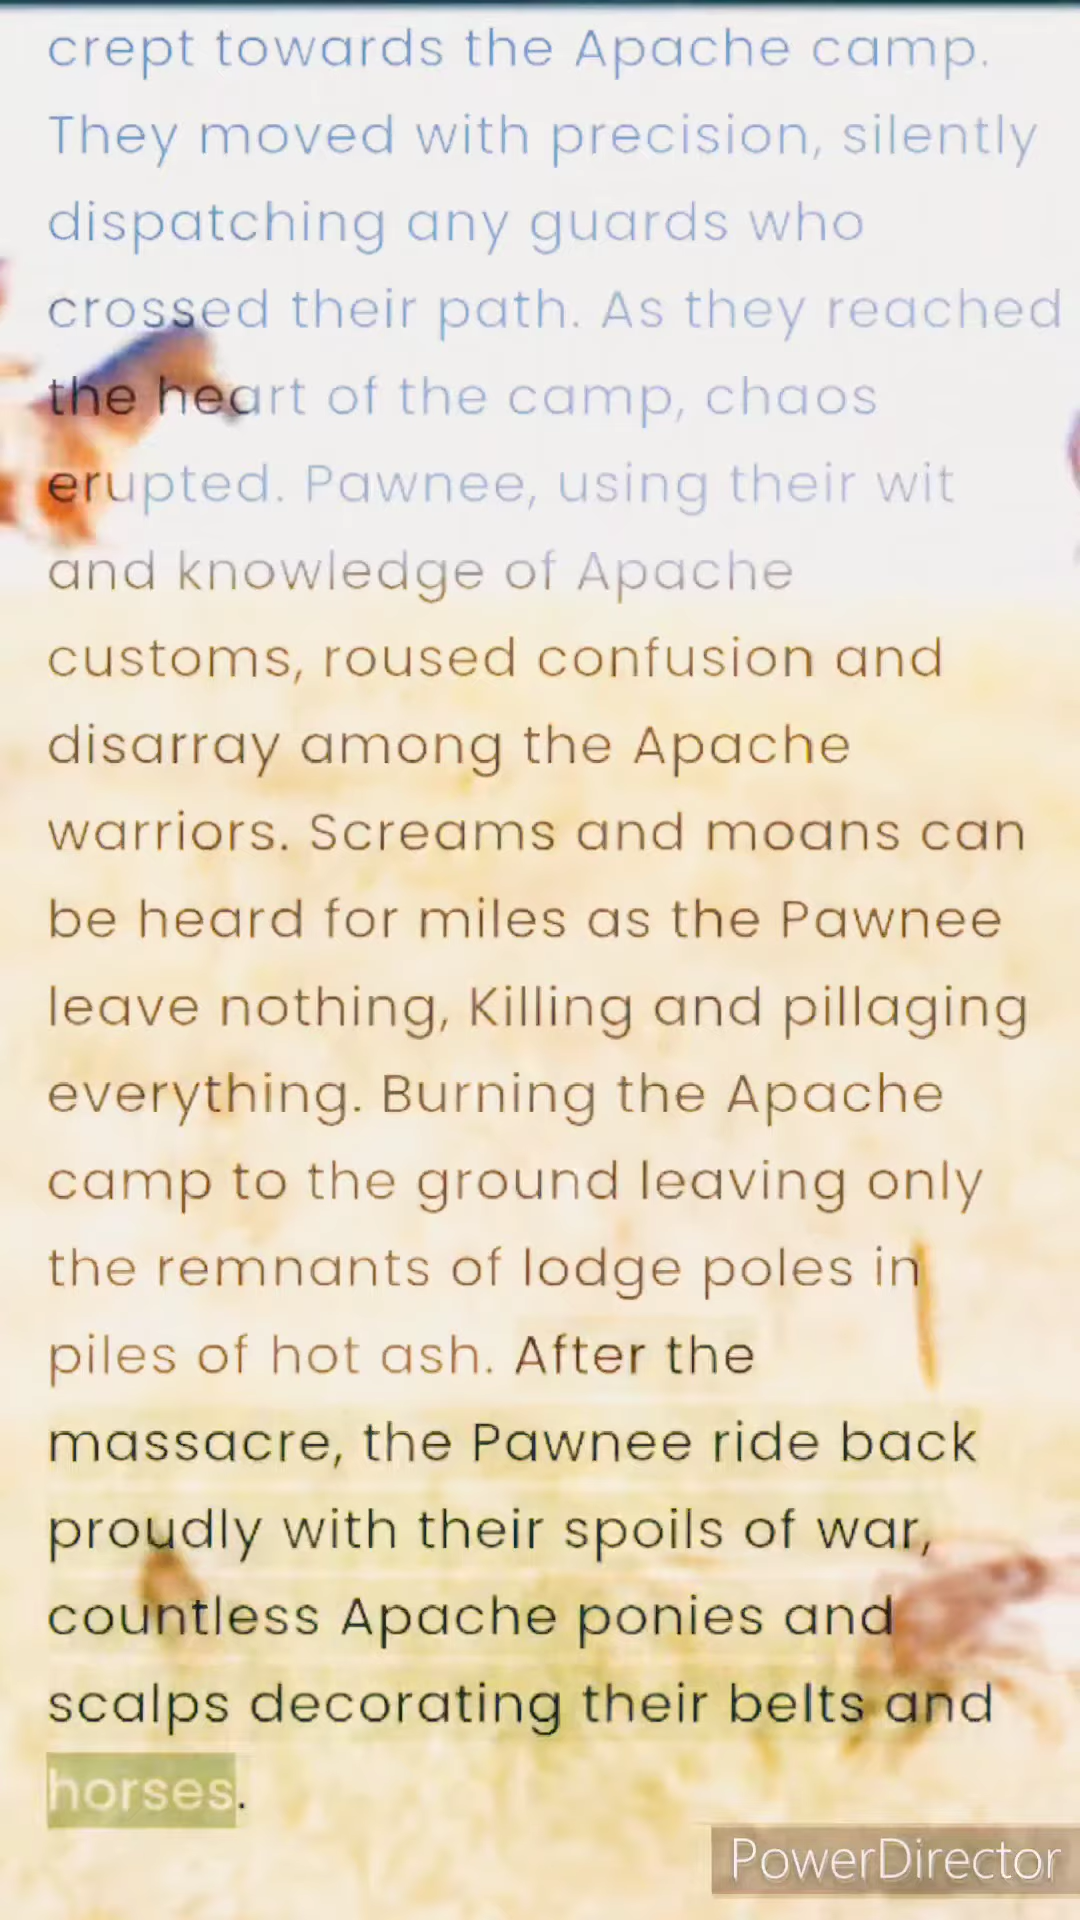 crept towards the Apache camp.
They moved with precision, silently
dispatching any guards who
crossed their path. As they reached
the heart of the camp, chaos
erupted. Pawnee, using their wit
and knowledge of Apache
customs, roused confusion and
disarray among the Apache
warriors. Screams and moans can
be heard for miles as the Pawnee
leave nothing, Killing and pillaging
everything. Burning the Apache
camp to the ground leaving only
the remnants of lodge poles in
piles of hot ash. After the
massacre, the Pawnee ride back
proudly with their spoils of war,
countless Apache ponies and
scalps decorating their belts and
horses.
PowerDirector